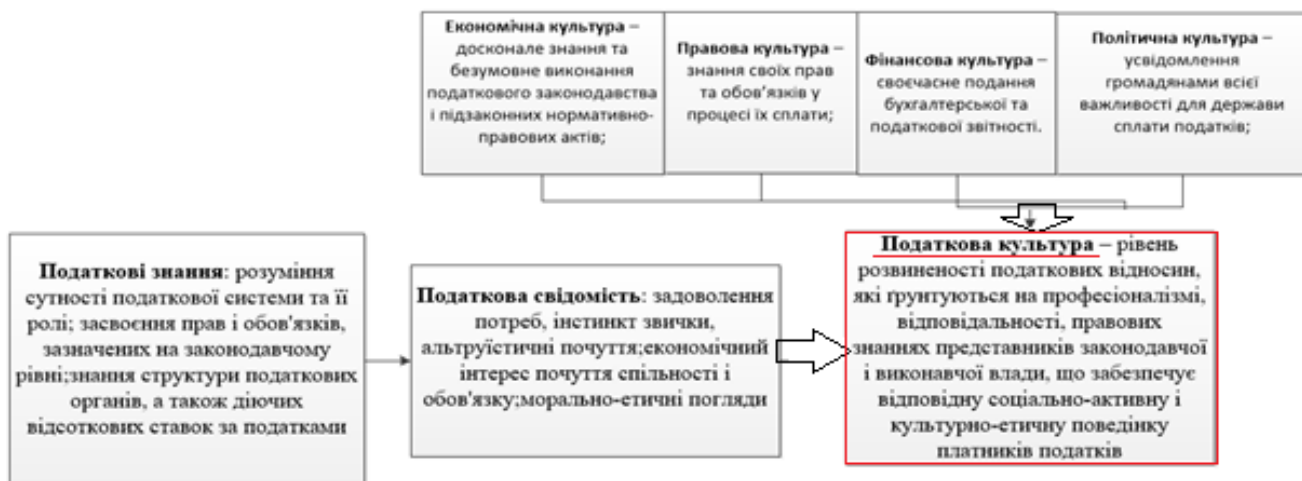 Економічна культура –
досконале знання та
безумовне виконання
податкового законодавства
і підзаконних нормативно-
правових актів;
Правова культура –
знання своїх прав
та обов'язків у
процесі їх сплати;
Фінансова культура –
своєчасне подання
бухгалтерської та
податкової звітності.
Політична культура –
усвідомлення
громадянами всієї
важливості для держави
сплати податків;
Податкові знання: розуміння
сутності податкової системи та її
ролі; засвоєння прав і обов'язків,
зазначених на законодавчому
рівні;знання структури податкових
органів, а також діючих
відсоткових ставок за податками
Податкова свідомість: задоволення
потреб, інстинкт звички,
альтруїстичні почуття;економічний
інтерес почуття спільності і
обов'язку;морально-етичні погляди
Податкова культура – рівень
розвиненості податкових відносин,
які ґрунтуються на професіоналізмі,
відповідальності, правових
знаннях представників законодавчої
і виконавчої влади, що забезпечує
відповідну соціально-активну і
культурно-етичну поведінку
платників податків